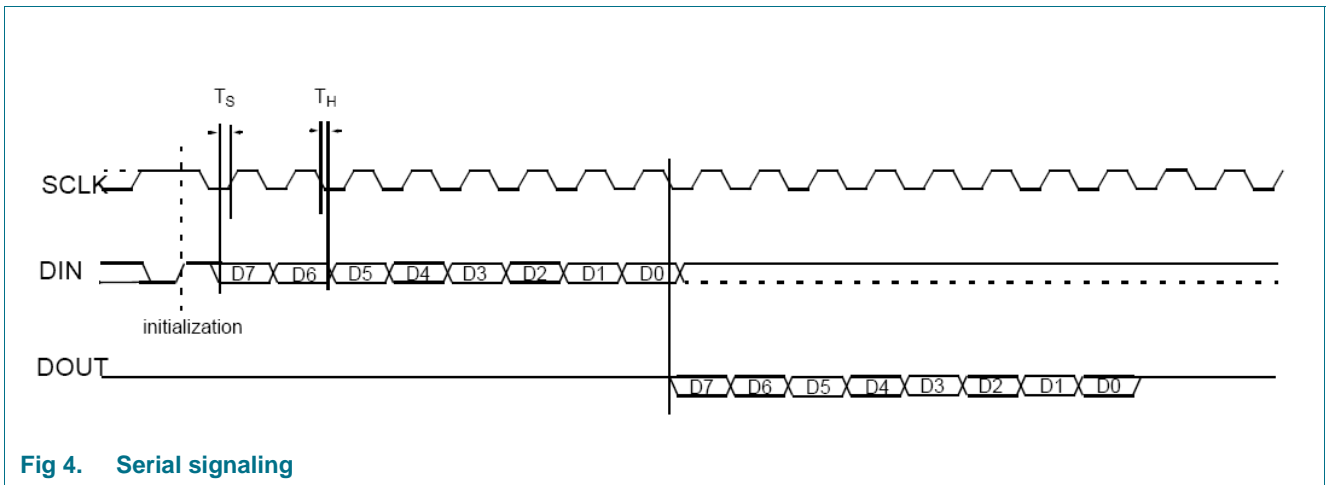 TS TH
SCLK
DIN D7 D6 D5 D4 D3 D2 D1 D0
initialization
DOUT
D7 D6 D5 D4 D3 D2 D1 D0
Fig 4. Serial signaling